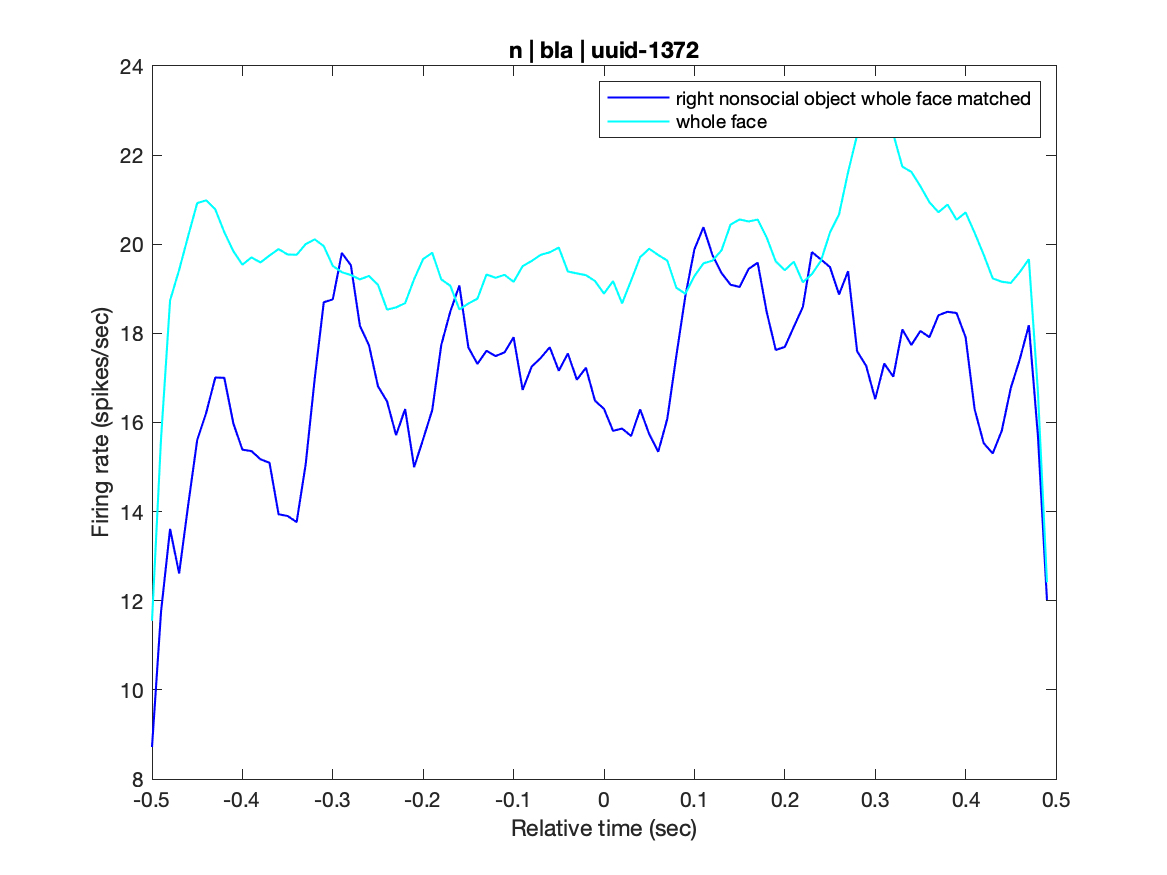 n | bla | uuid-1372
right nonsocial object whole face matched
whole face
24
22
20
18
16
14
12
10
8
Firing rate (spikes/sec)
-0.5 -0.4 -0.3 -0.2 -0.1 0 0.1 0.2 0.3 0.4 0.5
Relative time (sec)